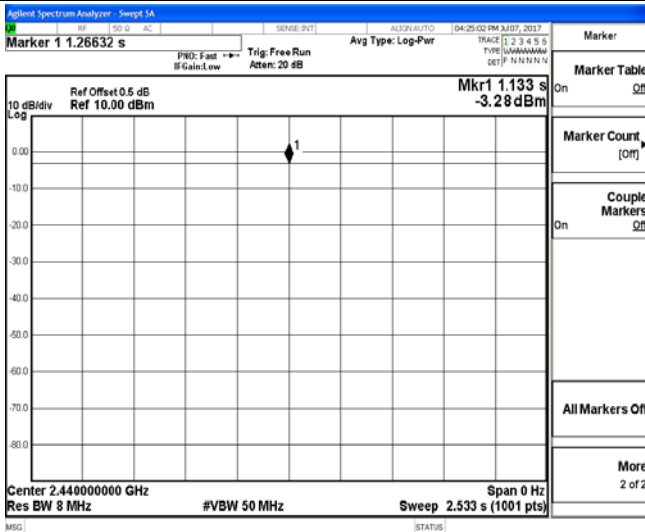 Agilent Spectrum Analyzer - Swept SA
RF 50 Ω AC SENSE:INT ALIGNAUTO 04:25:02 PM Jul 07, 2017
Marker 1 1.26632 s
PNO: Fast
IFGain:Low
Trig: Free Run
Atten: 20 dB
Avg Type: Log-Pwr
TRACE 1 2 3 4 5 6
TYPE
DET P N N N N N
Mkr1 1.133 s
-3.28 dBm
Ref Offset 0.5 dB
10 dB/div Ref 10.00 dBm
Log
1
0.00
-10.0
-20.0
-30.0
-40.0
-50.0
-60.0
-70.0
-80.0
Center 2.440000000 GHz
Span 0 Hz
Res BW 8 MHz
#VBW 50 MHz
Sweep 2.533 s (1001 pts)
MSG
STATUS
Marker
Marker Table
On Off
Marker Count
[Off]
Couple
Markers
On Off
All Markers Off
More
2 of 2